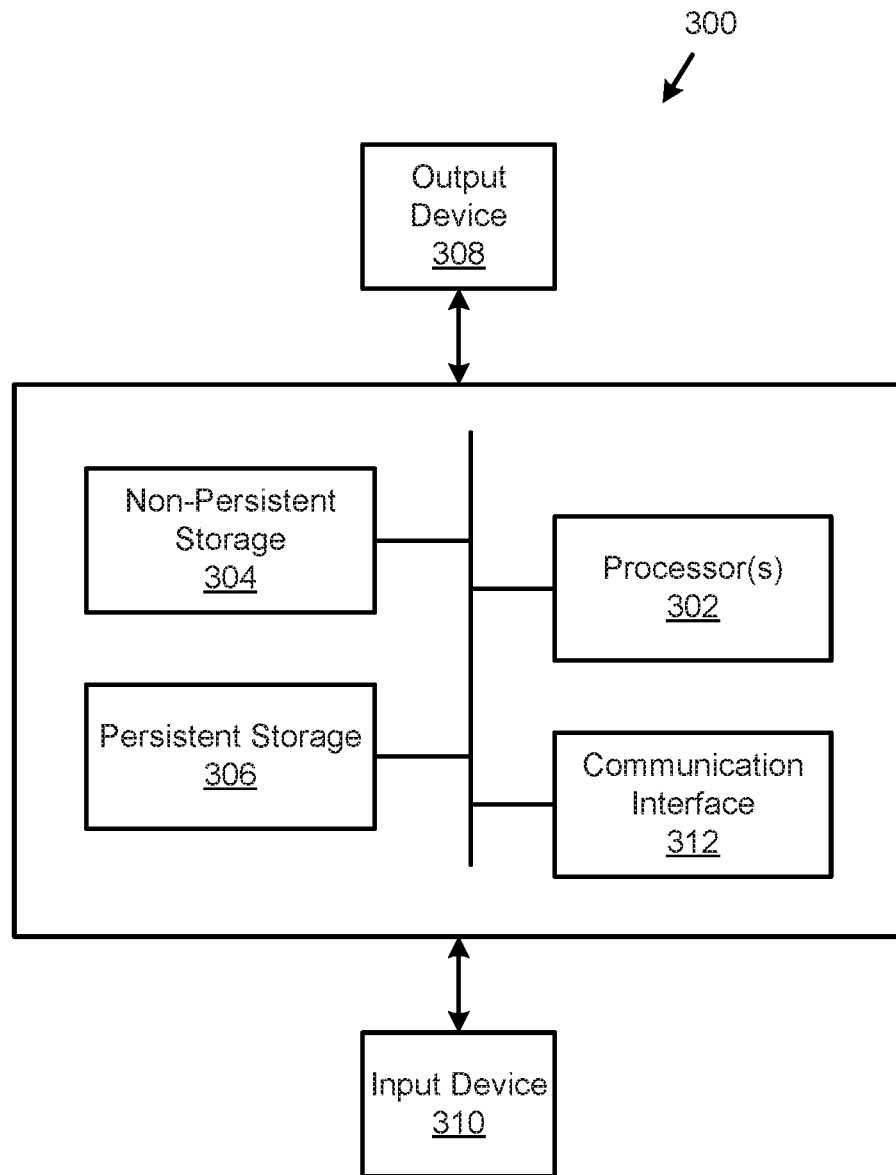 300
Output
Device
308
Non-Persistent
Storage
304
Processor(s)
302
Persistent Storage
306
Communication
Interface
312
Input Device
310